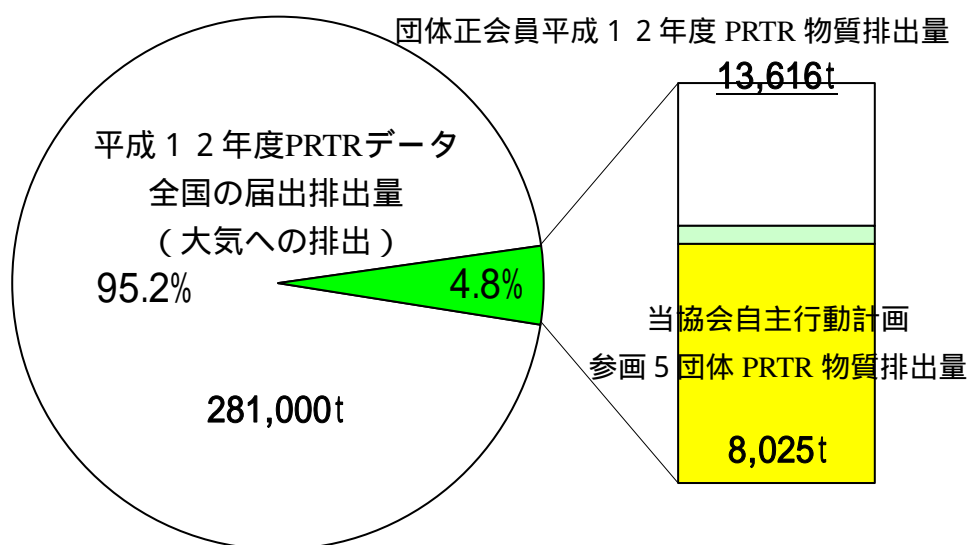 団体正会員平成１２年度 PRTR 物質排出量
13,616t
平成１２年度PRTRデータ
全国の届出排出量
（大気への排出）
95.2%
4.8%
281,000t
当協会自主行動計画
参画５団体 PRTR 物質排出量
8,025t